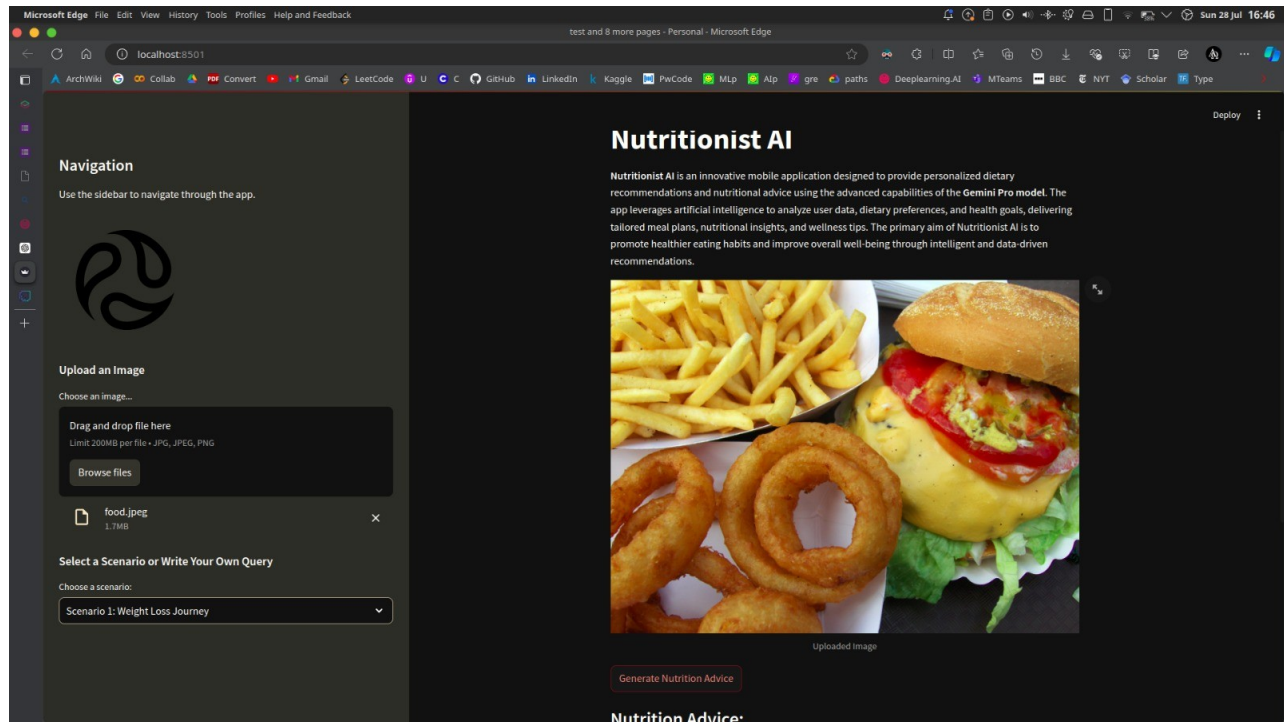 Microsoft Edge File Edit View History Tools Profiles Help and Feedback
Sun 28 Jul 16:46
test and 8 more pages - Personal - Microsoft Edge
localhost:8501
ArchWiki Collab Convert Gmail LeetCode U C GitHub LinkedIn Kaggle PwCode MLp Alp gre paths Deeplearning.AI MTeams BBC NYT Scholar Type
Deploy
Navigation
Use the sidebar to navigate through the app.
Upload an Image
Choose an image...
Drag and drop file here
Limit 200MB per file • JPG, JPEG, PNG
Browse files
food.jpeg
1.7MB
Select a Scenario or Write Your Own Query
Choose a scenario:
Scenario 1: Weight Loss Journey
Nutritionist AI
Nutritionist AI is an innovative mobile application designed to provide personalized dietary
recommendations and nutritional advice using the advanced capabilities of the Gemini Pro model. The
app leverages artificial intelligence to analyze user data, dietary preferences, and health goals, delivering
tailored meal plans, nutritional insights, and wellness tips. The primary aim of Nutritionist AI is to
promote healthier eating habits and improve overall well-being through intelligent and data-driven
recommendations.
Uploaded Image
Generate Nutrition Advice
Nutrition Advice: